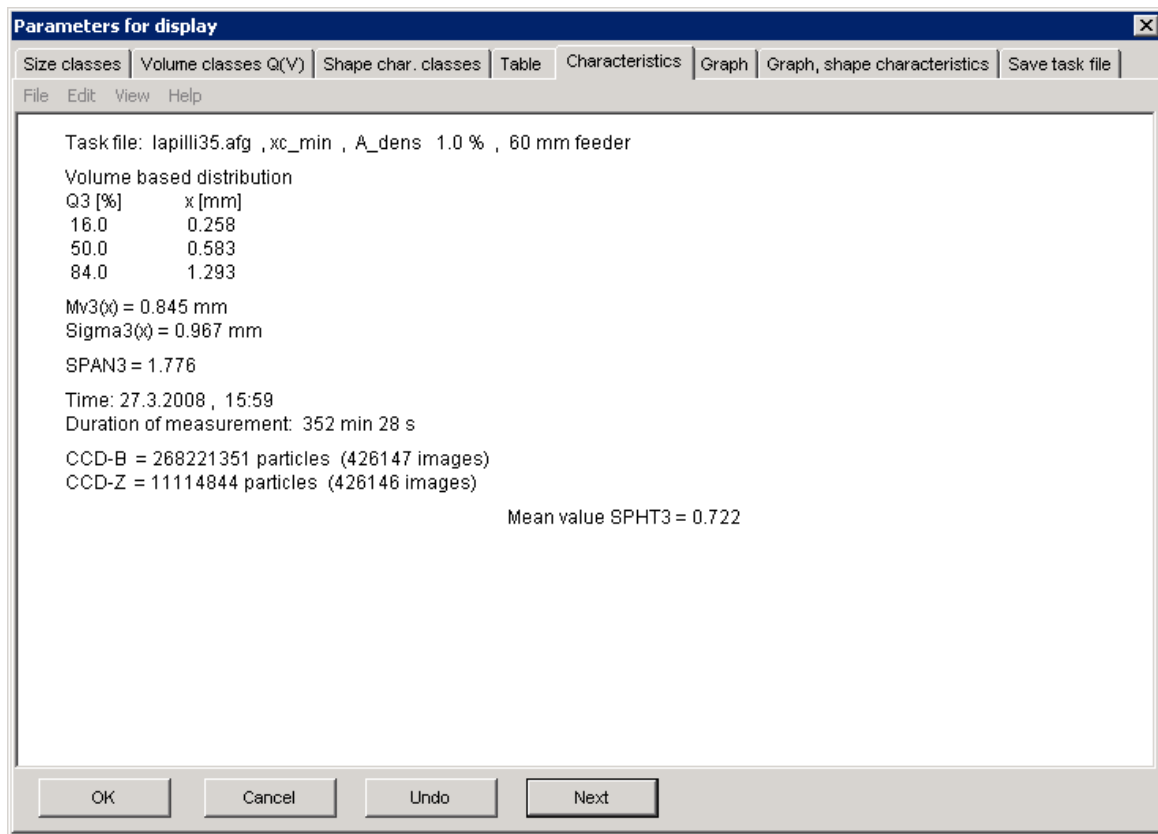 Parameters for display
Size classes Volume classes Q(V) Shape char. classes Table Characteristics Graph Graph, shape characteristics Save task file
File Edit View Help
Task file: lapilli35.afg , xc_min , A_dens 1.0 % , 60 mm feeder
Volume based distribution
Q3 [%] x [mm]
16.0 0.258
50.0 0.583
84.0 1.293
Mv3(x) = 0.845 mm
Sigma3(x) = 0.967 mm
SPAN3 = 1.776
Time: 27.3.2008 , 15:59
Duration of measurement: 352 min 28 s
CCD-B = 268221351 particles (426147 images)
CCD-Z = 11114844 particles (426146 images)
Mean value SPHT3 = 0.722
OK Cancel Undo Next